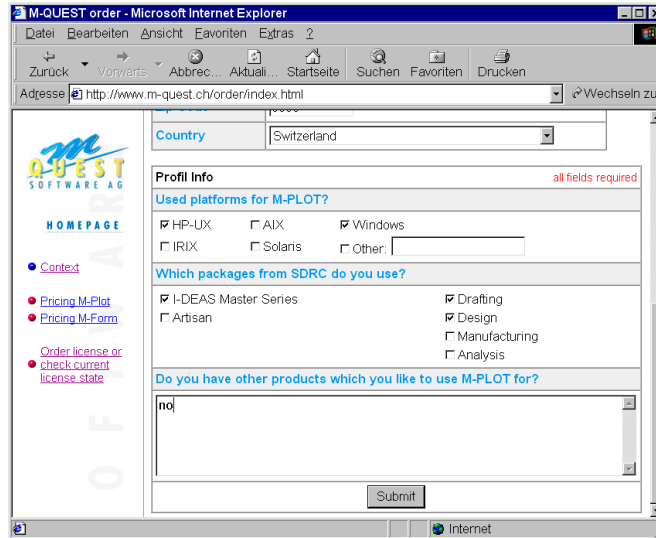 M-QUEST order - Microsoft Internet Explorer
Datei Bearbeiten Ansicht Favoriten Extras ?
Zurück Vorwärts Abbrec... Aktuali... Startseite Suchen Favoriten Drucken
Adresse http://www.m-quest.ch/order/index.html Wechseln zu
Country Switzerland
m
QUEST
SOFTWARE AG
HOMEPAGE
Context
Pricing M-Plot
Pricing M-Form
Order license or
check current
license state
Profil Info all fields required
Used platforms for M-PLOT?
HP-UX AIX Windows
IRIX Solaris Other:
Which packages from SDRC do you use?
I-DEAS Master Series Drafting
Artisan Design
Manufacturing
Analysis
Do you have other products which you like to use M-PLOT for?
no
Submit
Internet